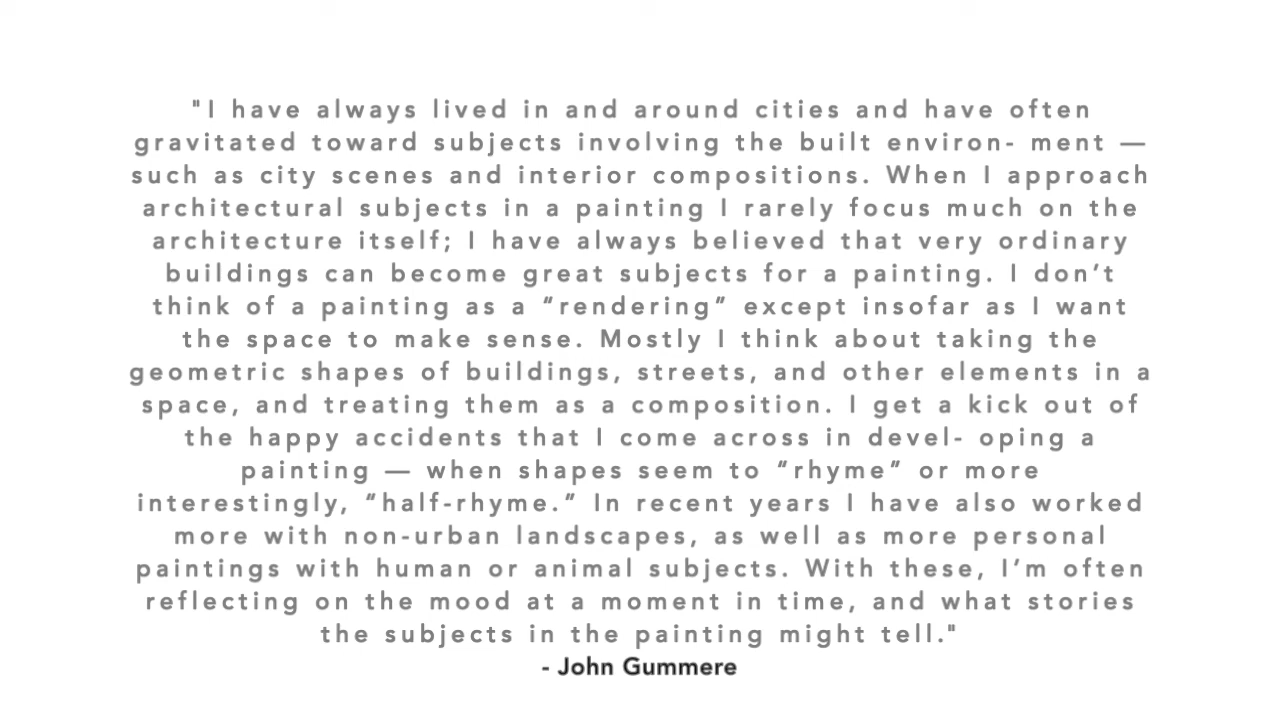 "I have always lived in and around cities and have often
gravitated toward subjects involving the built environ- ment —
such as city scenes and interior compositions. When I approach
architectural subjects in a painting I rarely focus much on the
architecture itself; I have always believed that very ordinary
buildings can become great subjects for a painting. I don’t
think of a painting as a “rendering” except insofar as I want
the space to make sense. Mostly I think about taking the
geometric shapes of buildings, streets, and other elements in a
space, and treating them as a composition. I get a kick out of
the happy accidents that I come across in devel- oping a
painting — when shapes seem to “rhyme” or more
interestingly, “half-rhyme.” In recent years I have also worked
more with non-urban landscapes, as well as more personal
paintings with human or animal subjects. With these, I’m often
reflecting on the mood at a moment in time, and what stories
the subjects in the painting might tell."
- John Gummere